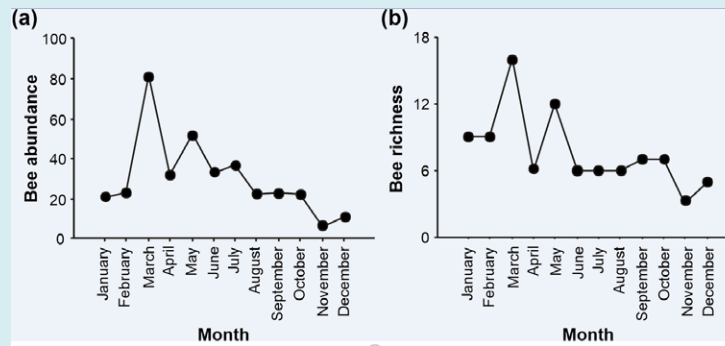 (a)
Bee abundance
100
80
60
40
20
0
January
February
March
April
May
June
July
August
September
October
November
December
Month
(b)
Bee richness
18
12
6
0
January
February
March
April
May
June
July
August
September
October
November
December
Month